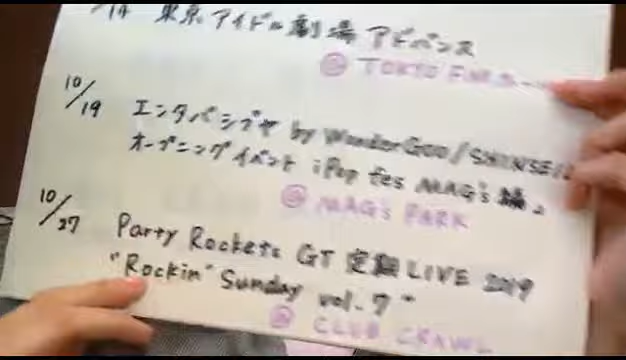 /14 東京アイドル劇場アドバンス
@ TOKYO FM
10/19 エンタバシブヤ by WonderGoo/SHINSEIDO
オープニングイベント iPop fes MAG's 編」
@ MAG's PARK
10/27 Party Rockets GT 定期LIVE 2019
"Rockin' Sunday vol.7"
@ CLUB CRAWL